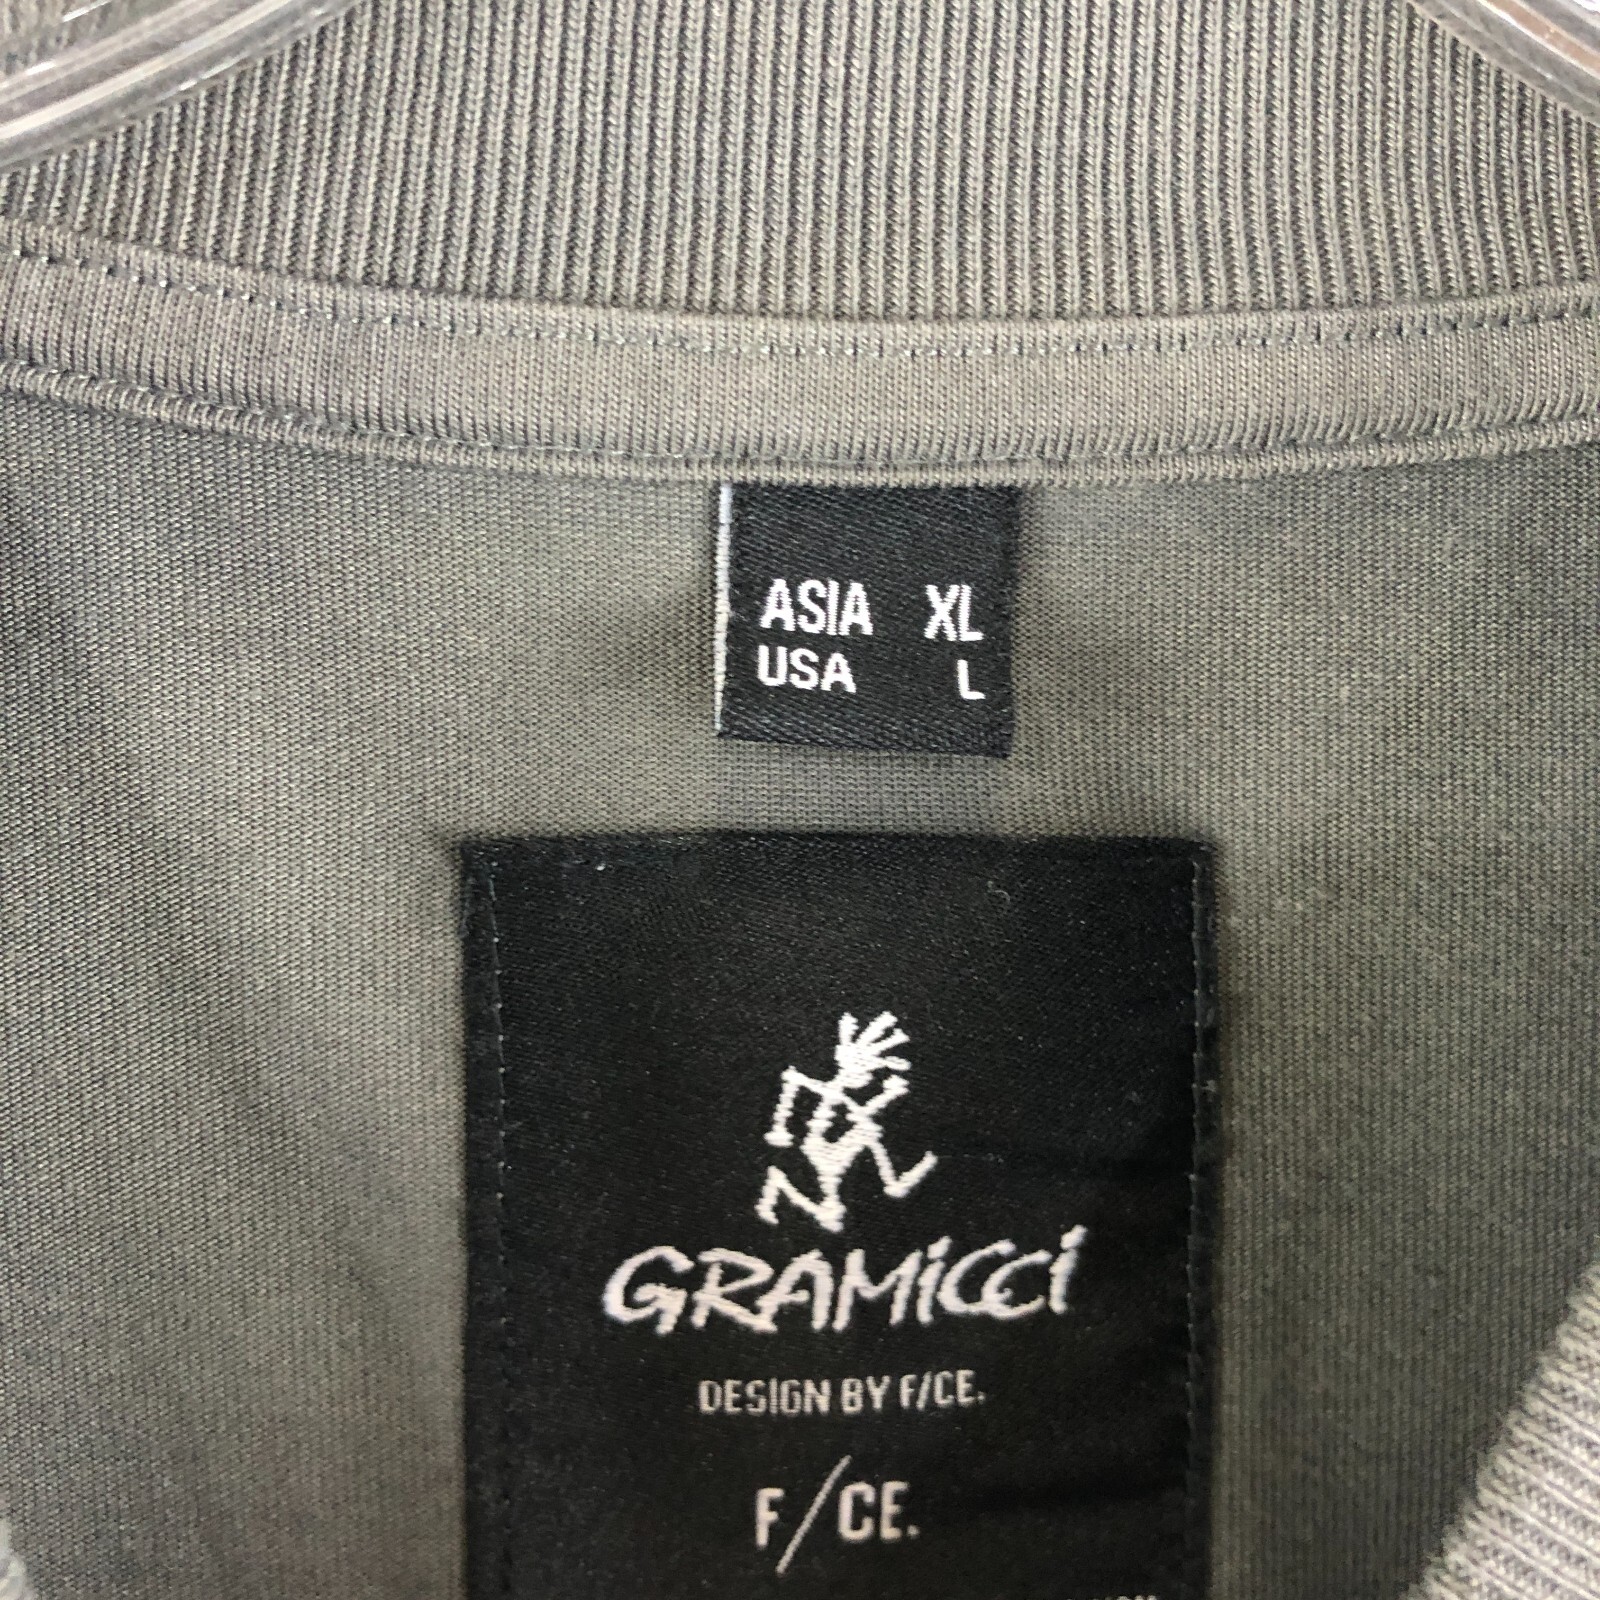 ASIA XL
USA L
GRAMiCCi
DESIGN BY F/CE.
F/CE.